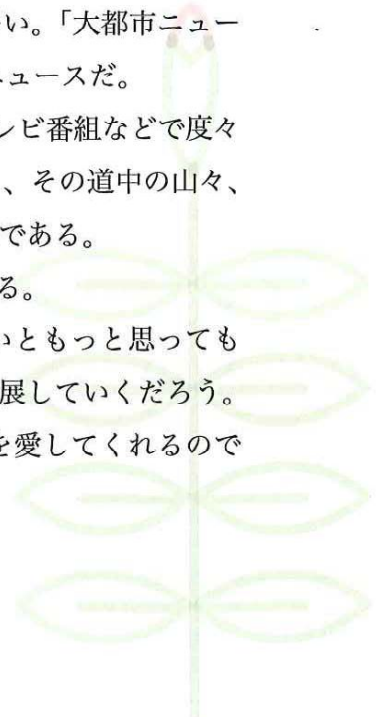 い。「大都市ニュー
ニュースだ。
レビ番組などで度々
、その道中の山々、
である。
る。
いともっと思っても
展していくだろう。
を愛してくれるので